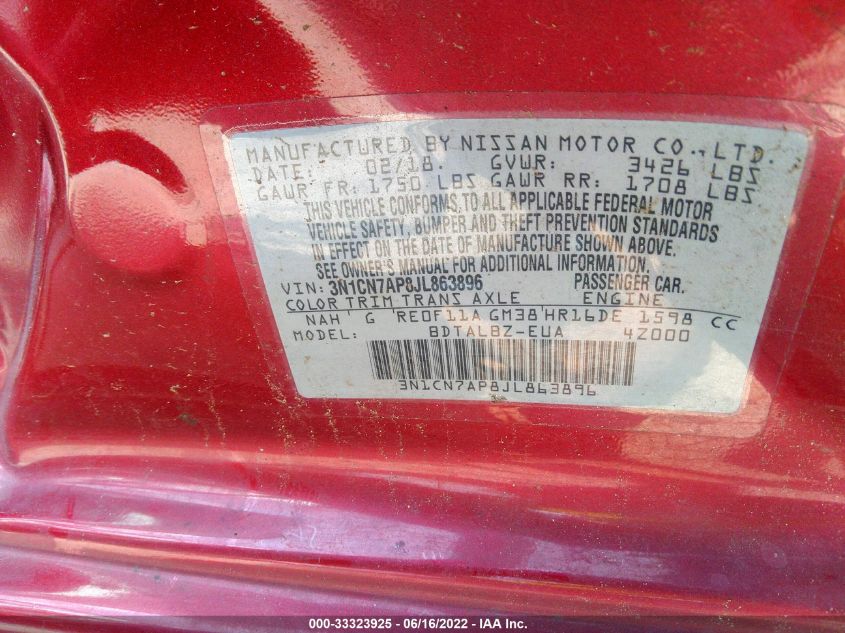 MANUFACTURED BY NISSAN MOTOR CO., LTD.
DATE: 02/18 GVWR: 3426 LBS
GAWR FR: 1750 LBS GAWR RR: 1708 LBS
THIS VEHICLE CONFORMS TO ALL APPLICABLE FEDERAL MOTOR
VEHICLE SAFETY, BUMPER AND THEFT PREVENTION STANDARDS
IN EFFECT ON THE DATE OF MANUFACTURE SHOWN ABOVE.
SEE OWNER'S MANUAL FOR ADDITIONAL INFORMATION.
VIN: 3N1CN7AP8JL863896 PASSENGER CAR.
COLOR TRIM TRANS AXLE ENGINE
NAH G RE0F11A GM38 HR16DE 1598 CC
MODEL: BDTALBZ-EUA 4Z000
3N1CN7AP8JL863896
000-33323925 - 06/16/2022 - IAA Inc.